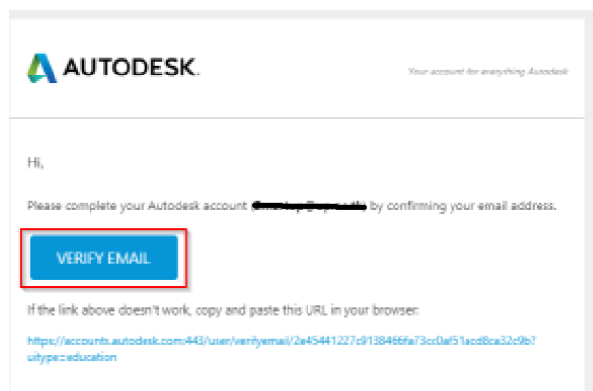 AUTODESK.
Your account for everything Autodesk
Hi,
Please complete your Autodesk account by confirming your email address.
VERIFY EMAIL
If the link above doesn't work, copy and paste this URL in your browser:
https://accounts.autodesk.com:443/user/verifyemail/2e45441227c9138466fa73cc0af51acd8ca32c9b?
uitype=education